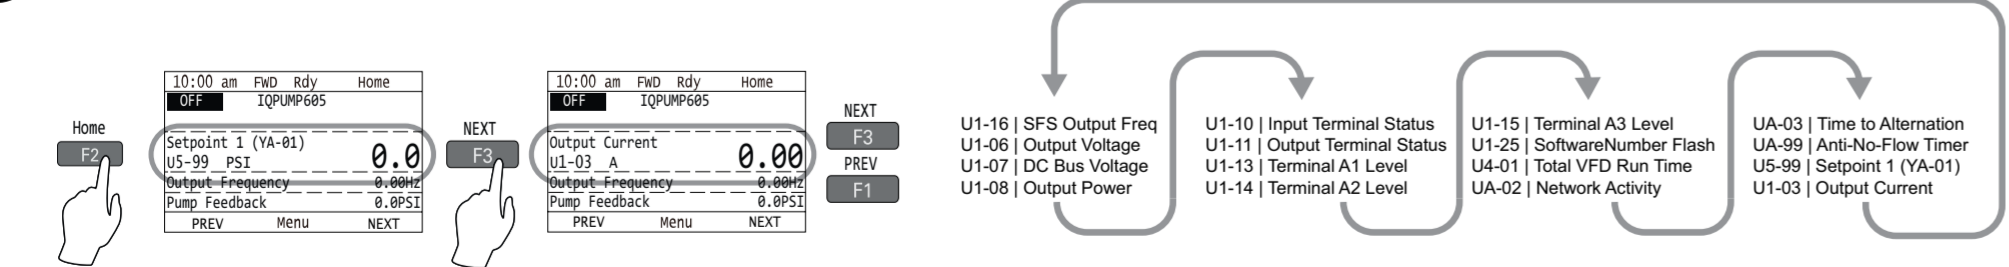 Home
F2
10:00 am FWD Rdy Home
OFF IQPUMP605
Setpoint 1 (YA-01)
U5-99 PSI 0.0
Output Frequency 0.00Hz
Pump Feedback 0.0PSI
PREV Menu NEXT
NEXT
F3
10:00 am FWD Rdy Home
OFF IQPUMP605
Output Current
U1-03 A 0.00
Output Frequency 0.00Hz
Pump Feedback 0.0PSI
PREV Menu NEXT
NEXT
F3
PREV
F1
U1-16 | SFS Output Freq
U1-06 | Output Voltage
U1-07 | DC Bus Voltage
U1-08 | Output Power
U1-10 | Input Terminal Status
U1-11 | Output Terminal Status
U1-13 | Terminal A1 Level
U1-14 | Terminal A2 Level
U1-15 | Terminal A3 Level
U1-25 | SoftwareNumber Flash
U4-01 | Total VFD Run Time
UA-02 | Network Activity
UA-03 | Time to Alternation
UA-99 | Anti-No-Flow Timer
U5-99 | Setpoint 1 (YA-01)
U1-03 | Output Current